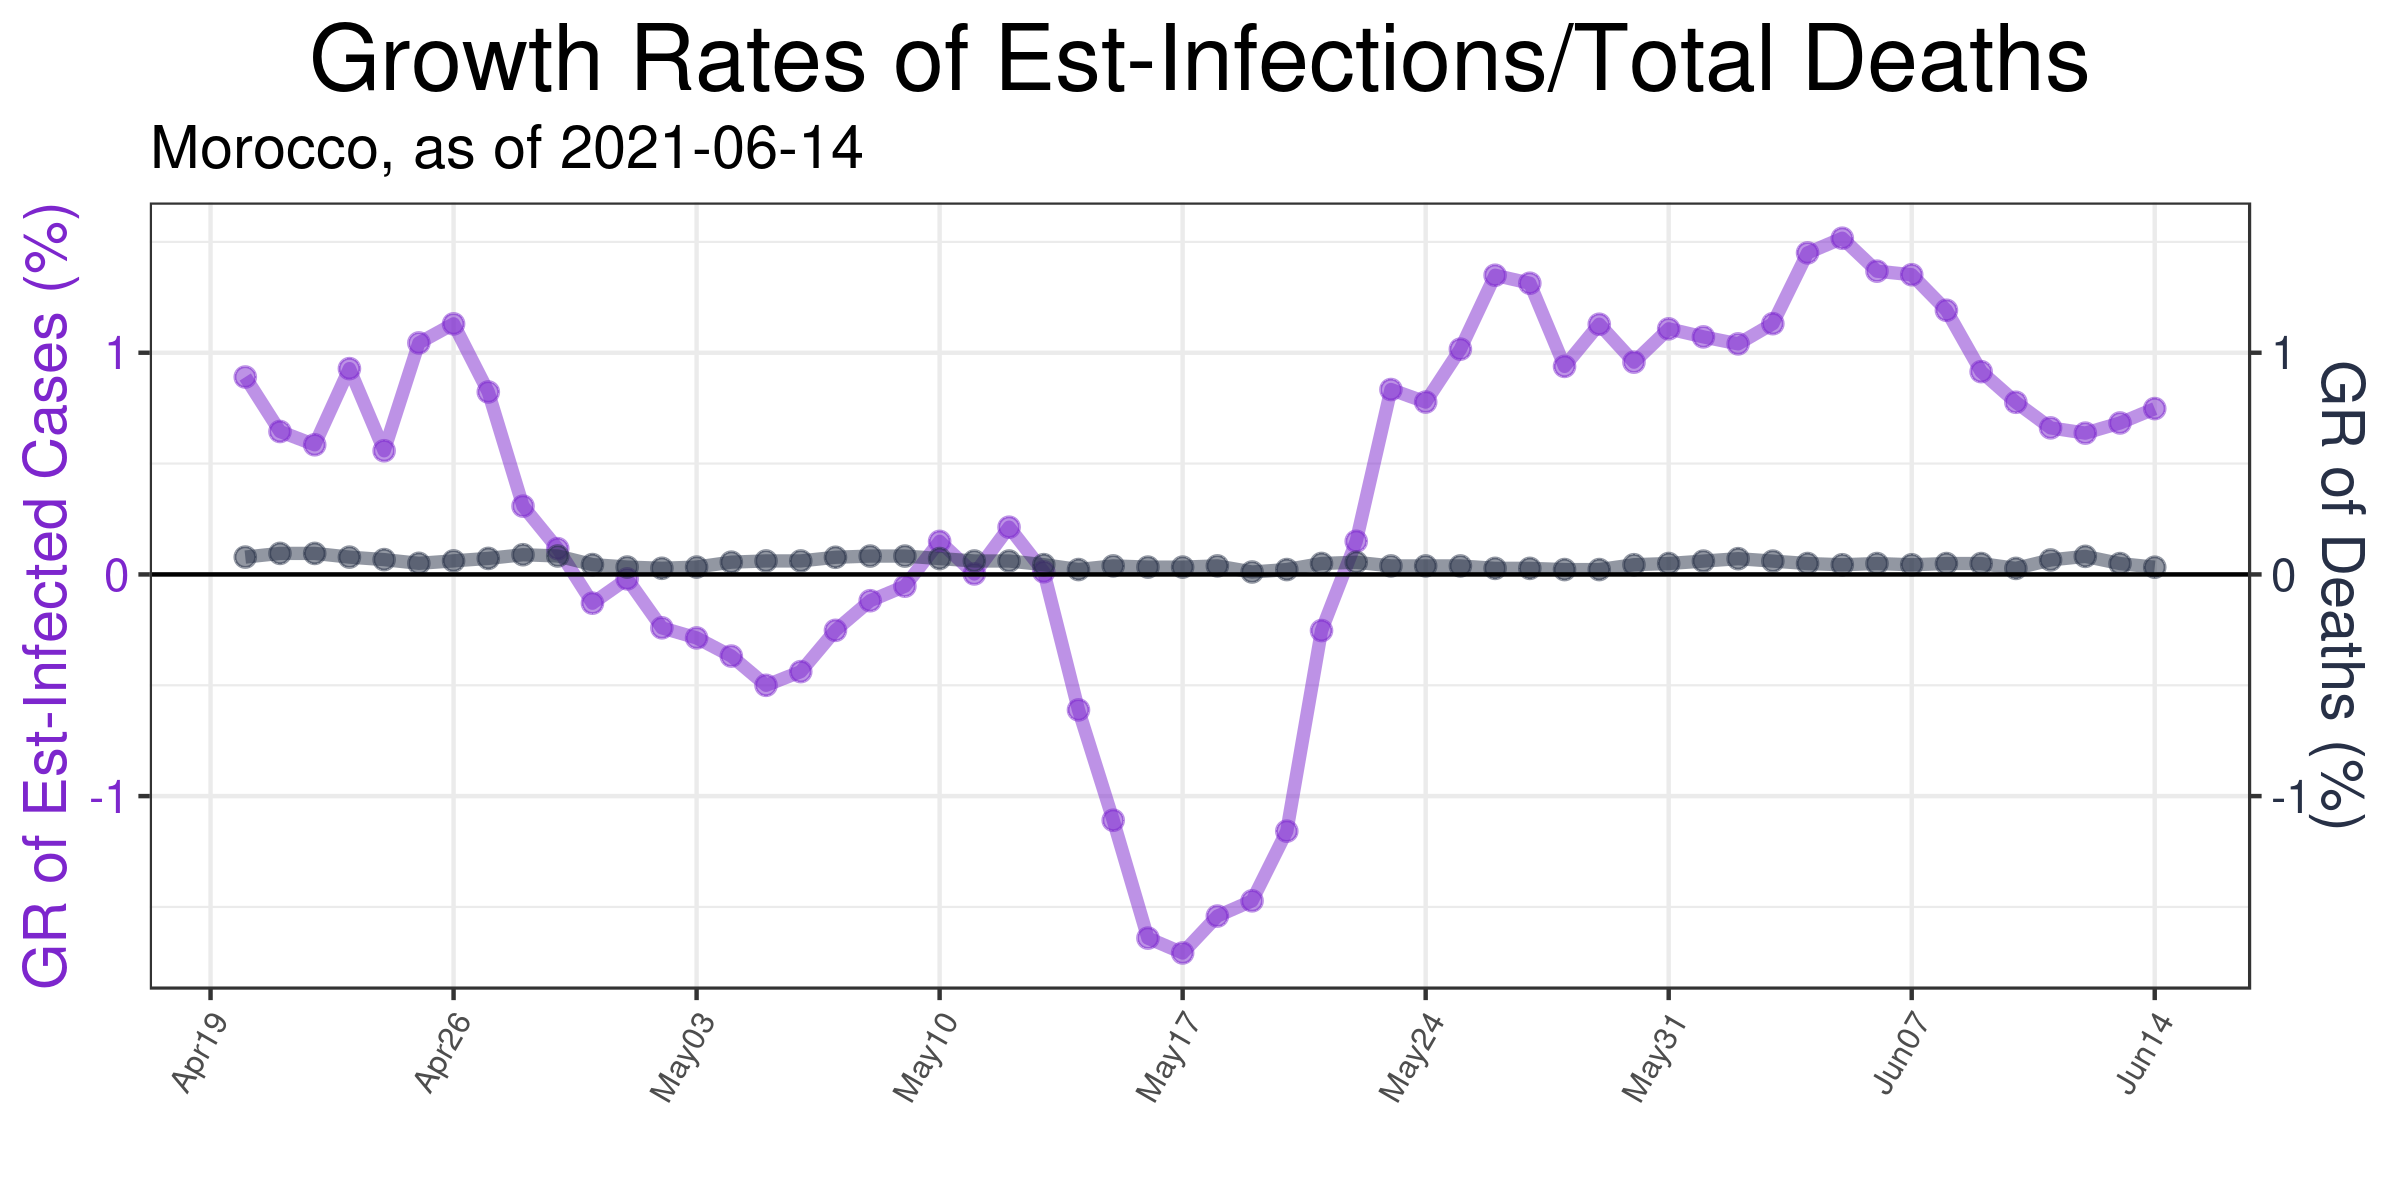 Growth Rates of Est-Infections/Total Deaths
Morocco, as of 2021-06-14
GR of Est-Infected Cases (%)
1
0
-1
1
0
-1
GR of Deaths (%)
Apr19
Apr26
May03
May10
May17
May24
May31
Jun07
Jun14